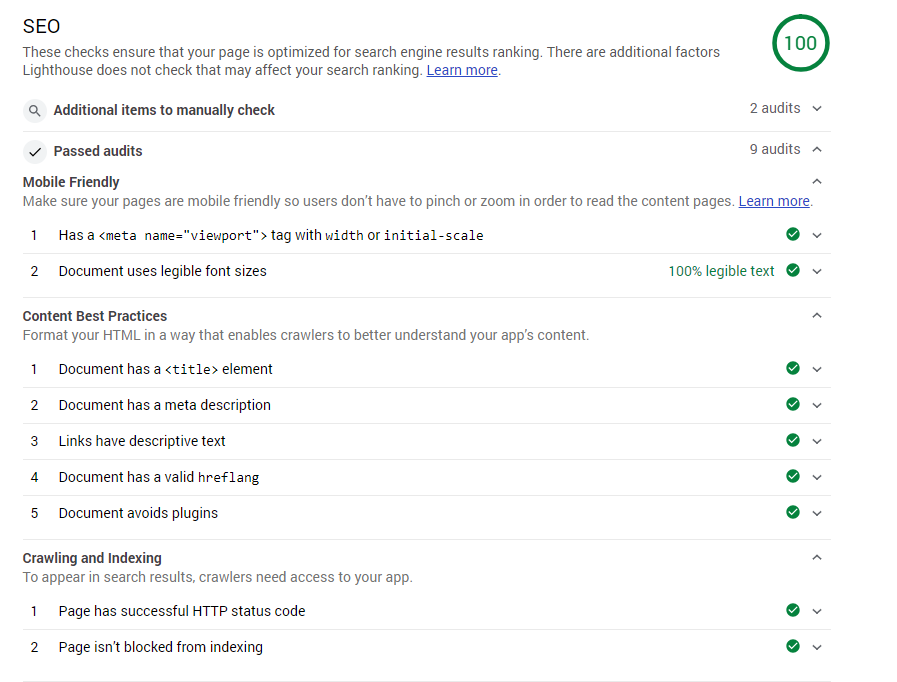 SEO
100
These checks ensure that your page is optimized for search engine results ranking. There are additional factors
Lighthouse does not check that may affect your search ranking. Learn more.
Additional items to manually check
2 audits
Passed audits
9 audits
Mobile Friendly
Make sure your pages are mobile friendly so users don’t have to pinch or zoom in order to read the content pages. Learn more.
1 Has a <meta name="viewport"> tag with width or initial-scale
2 Document uses legible font sizes 100% legible text
Content Best Practices
Format your HTML in a way that enables crawlers to better understand your app’s content.
1 Document has a <title> element
2 Document has a meta description
3 Links have descriptive text
4 Document has a valid hreflang
5 Document avoids plugins
Crawling and Indexing
To appear in search results, crawlers need access to your app.
1 Page has successful HTTP status code
2 Page isn’t blocked from indexing